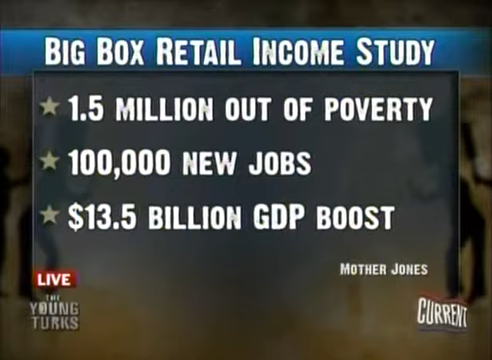 BIG BOX RETAIL INCOME STUDY
★ 1.5 MILLION OUT OF POVERTY
★ 100,000 NEW JOBS
★ $13.5 BILLION GDP BOOST
MOTHER JONES
LIVE
THE
YOUNG
TURKS
CURRENT